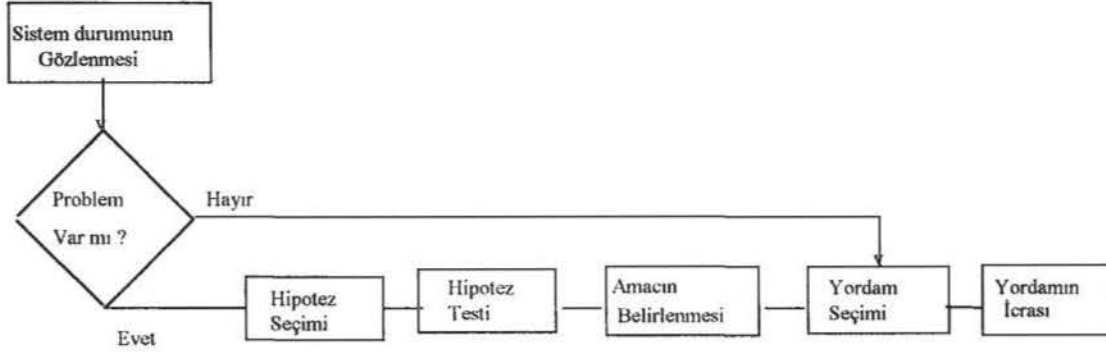 Sistem durumunun
Gözlenmesi
Problem
Var mı ?
Hayır
Evet
Hipotez
Seçimi
Hipotez
Testi
Amacın
Belirlenmesi
Yordam
Seçimi
Yordamın
İcrası